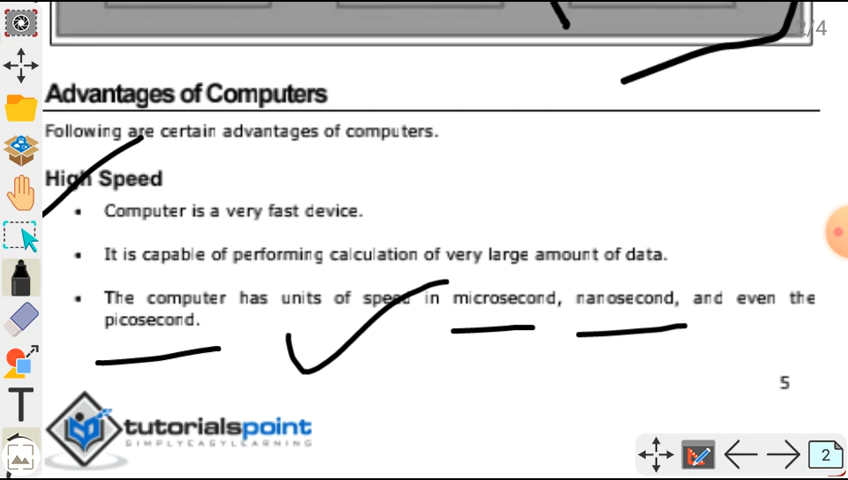 2/4
Advantages of Computers
Following are certain advantages of computers.
High Speed
• Computer is a very fast device.
• It is capable of performing calculation of very large amount of data.
• The computer has units of speed in microsecond, nanosecond, and even the
picosecond.
5
tutorialspoint
SIMPLYEASYLEARNING
T
2